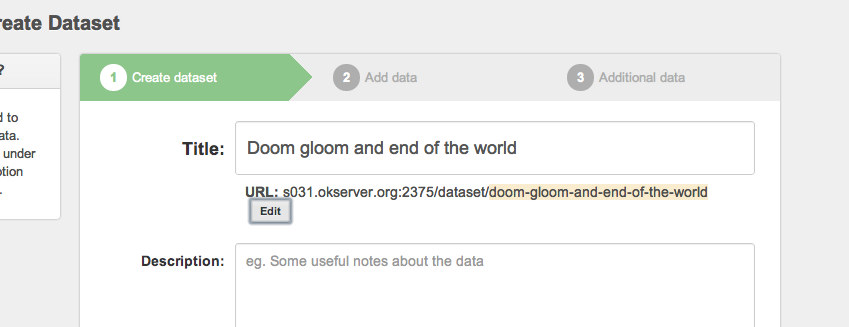 reate Dataset
?
1 Create dataset
2 Add data
3 Additional data
d to
ata.
under
ption
.
Title: Doom gloom and end of the world
URL: s031.okserver.org:2375/dataset/doom-gloom-and-end-of-the-world
Edit
Description: eg. Some useful notes about the data